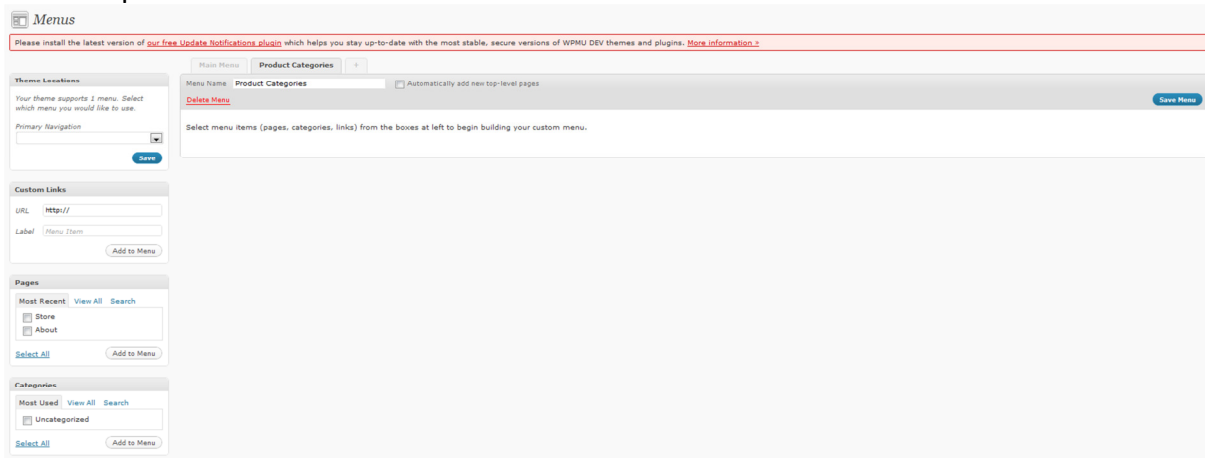 Menus
Please install the latest version of our free Update Notifications plugin which helps you stay up-to-date with the most stable, secure versions of WPMU DEV themes and plugins. More information »
Main Menu Product Categories +
Theme Locations
Your theme supports 1 menu. Select
which menu you would like to use.
Primary Navigation
Save
Menu Name Product Categories Automatically add new top-level pages
Delete Menu Save Menu
Select menu items (pages, categories, links) from the boxes at left to begin building your custom menu.
Custom Links
URL http://
Label Menu Item
Add to Menu
Pages
Most Recent View All Search
Store
About
Select All Add to Menu
Categories
Most Used View All Search
Uncategorized
Select All Add to Menu